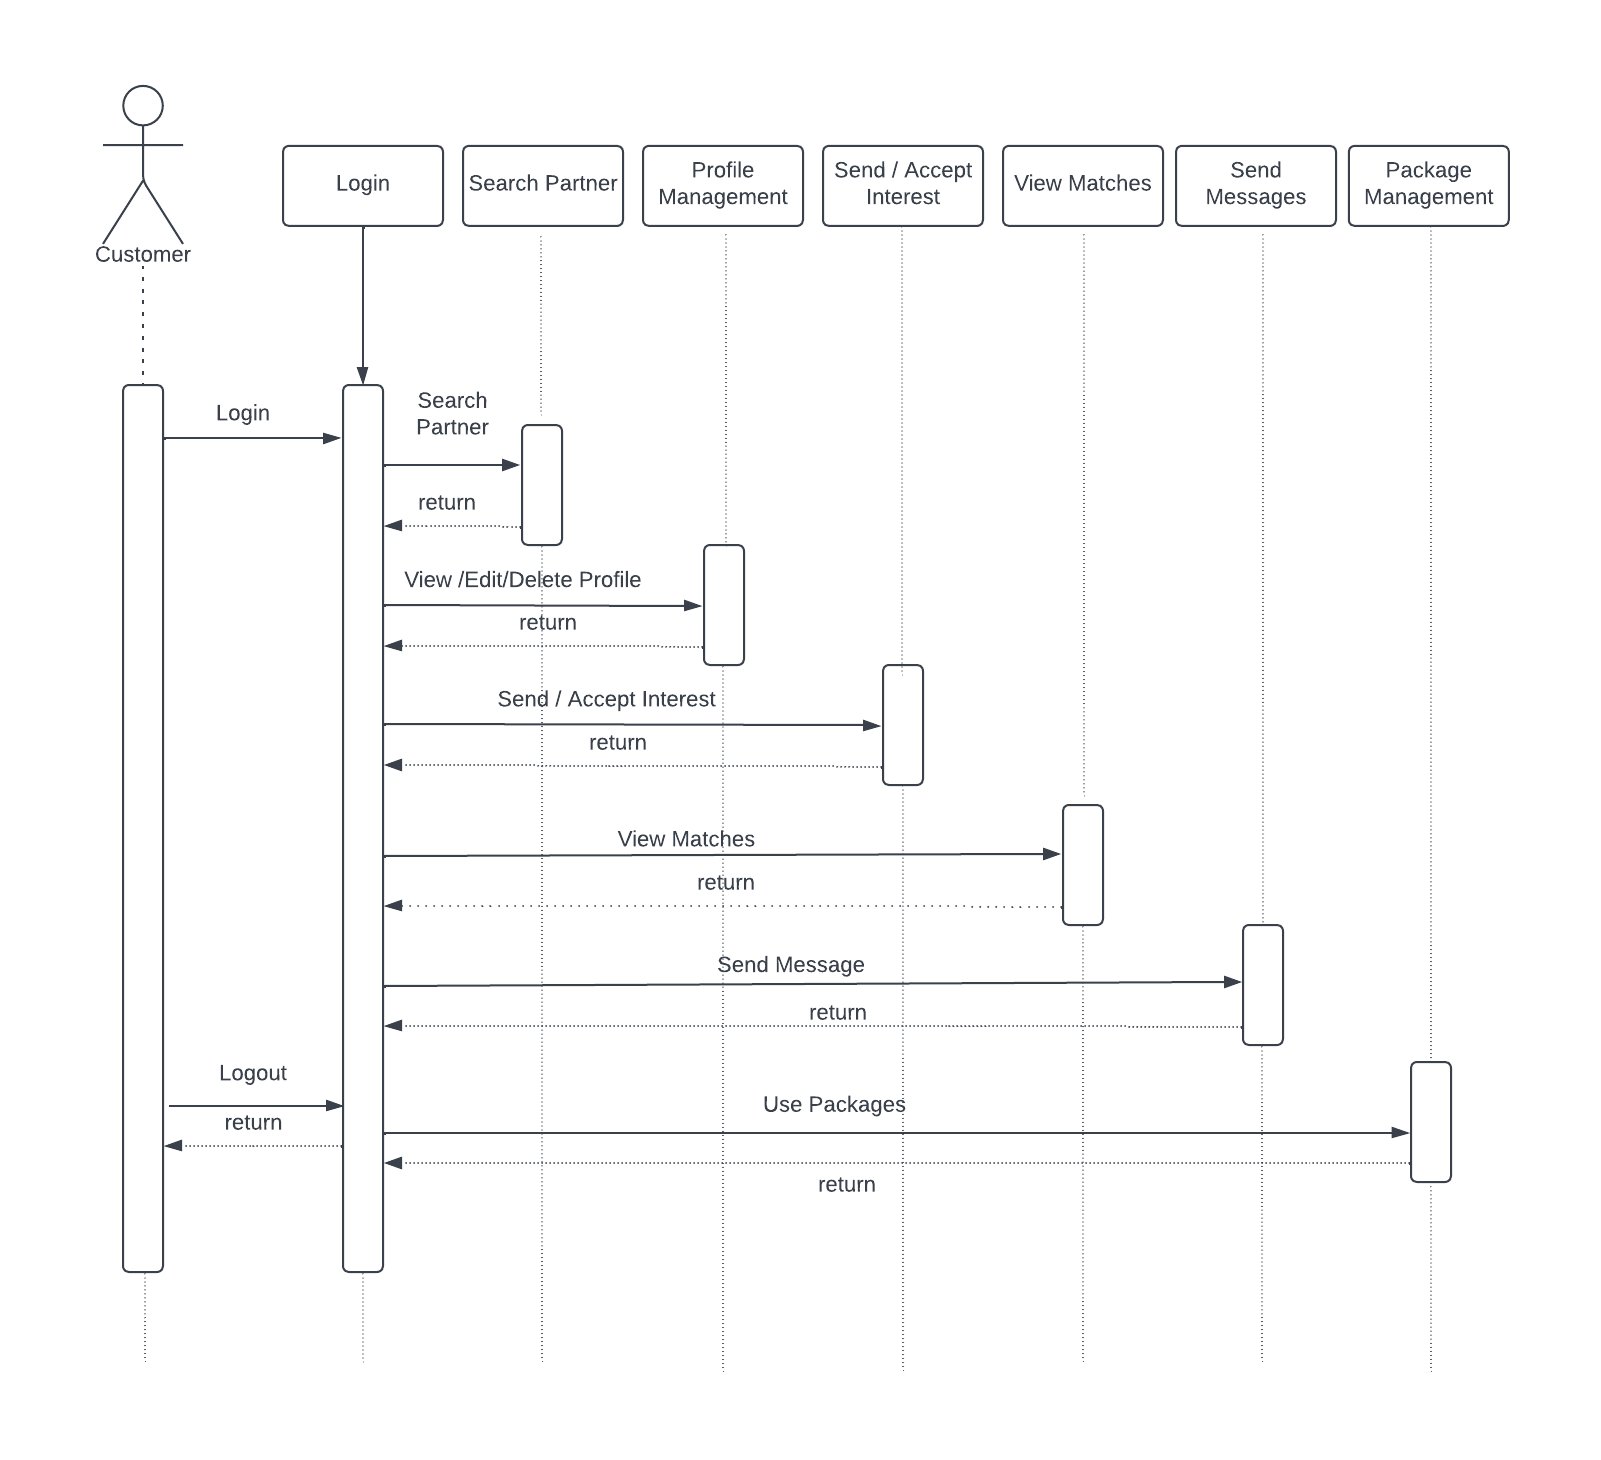 Customer
Login
Search Partner
Profile
Management
Send / Accept
Interest
View Matches
Send
Messages
Package
Management
Login
Search
Partner
return
View /Edit/Delete Profile
return
Send / Accept Interest
return
View Matches
return
Send Message
return
Logout
return
Use Packages
return